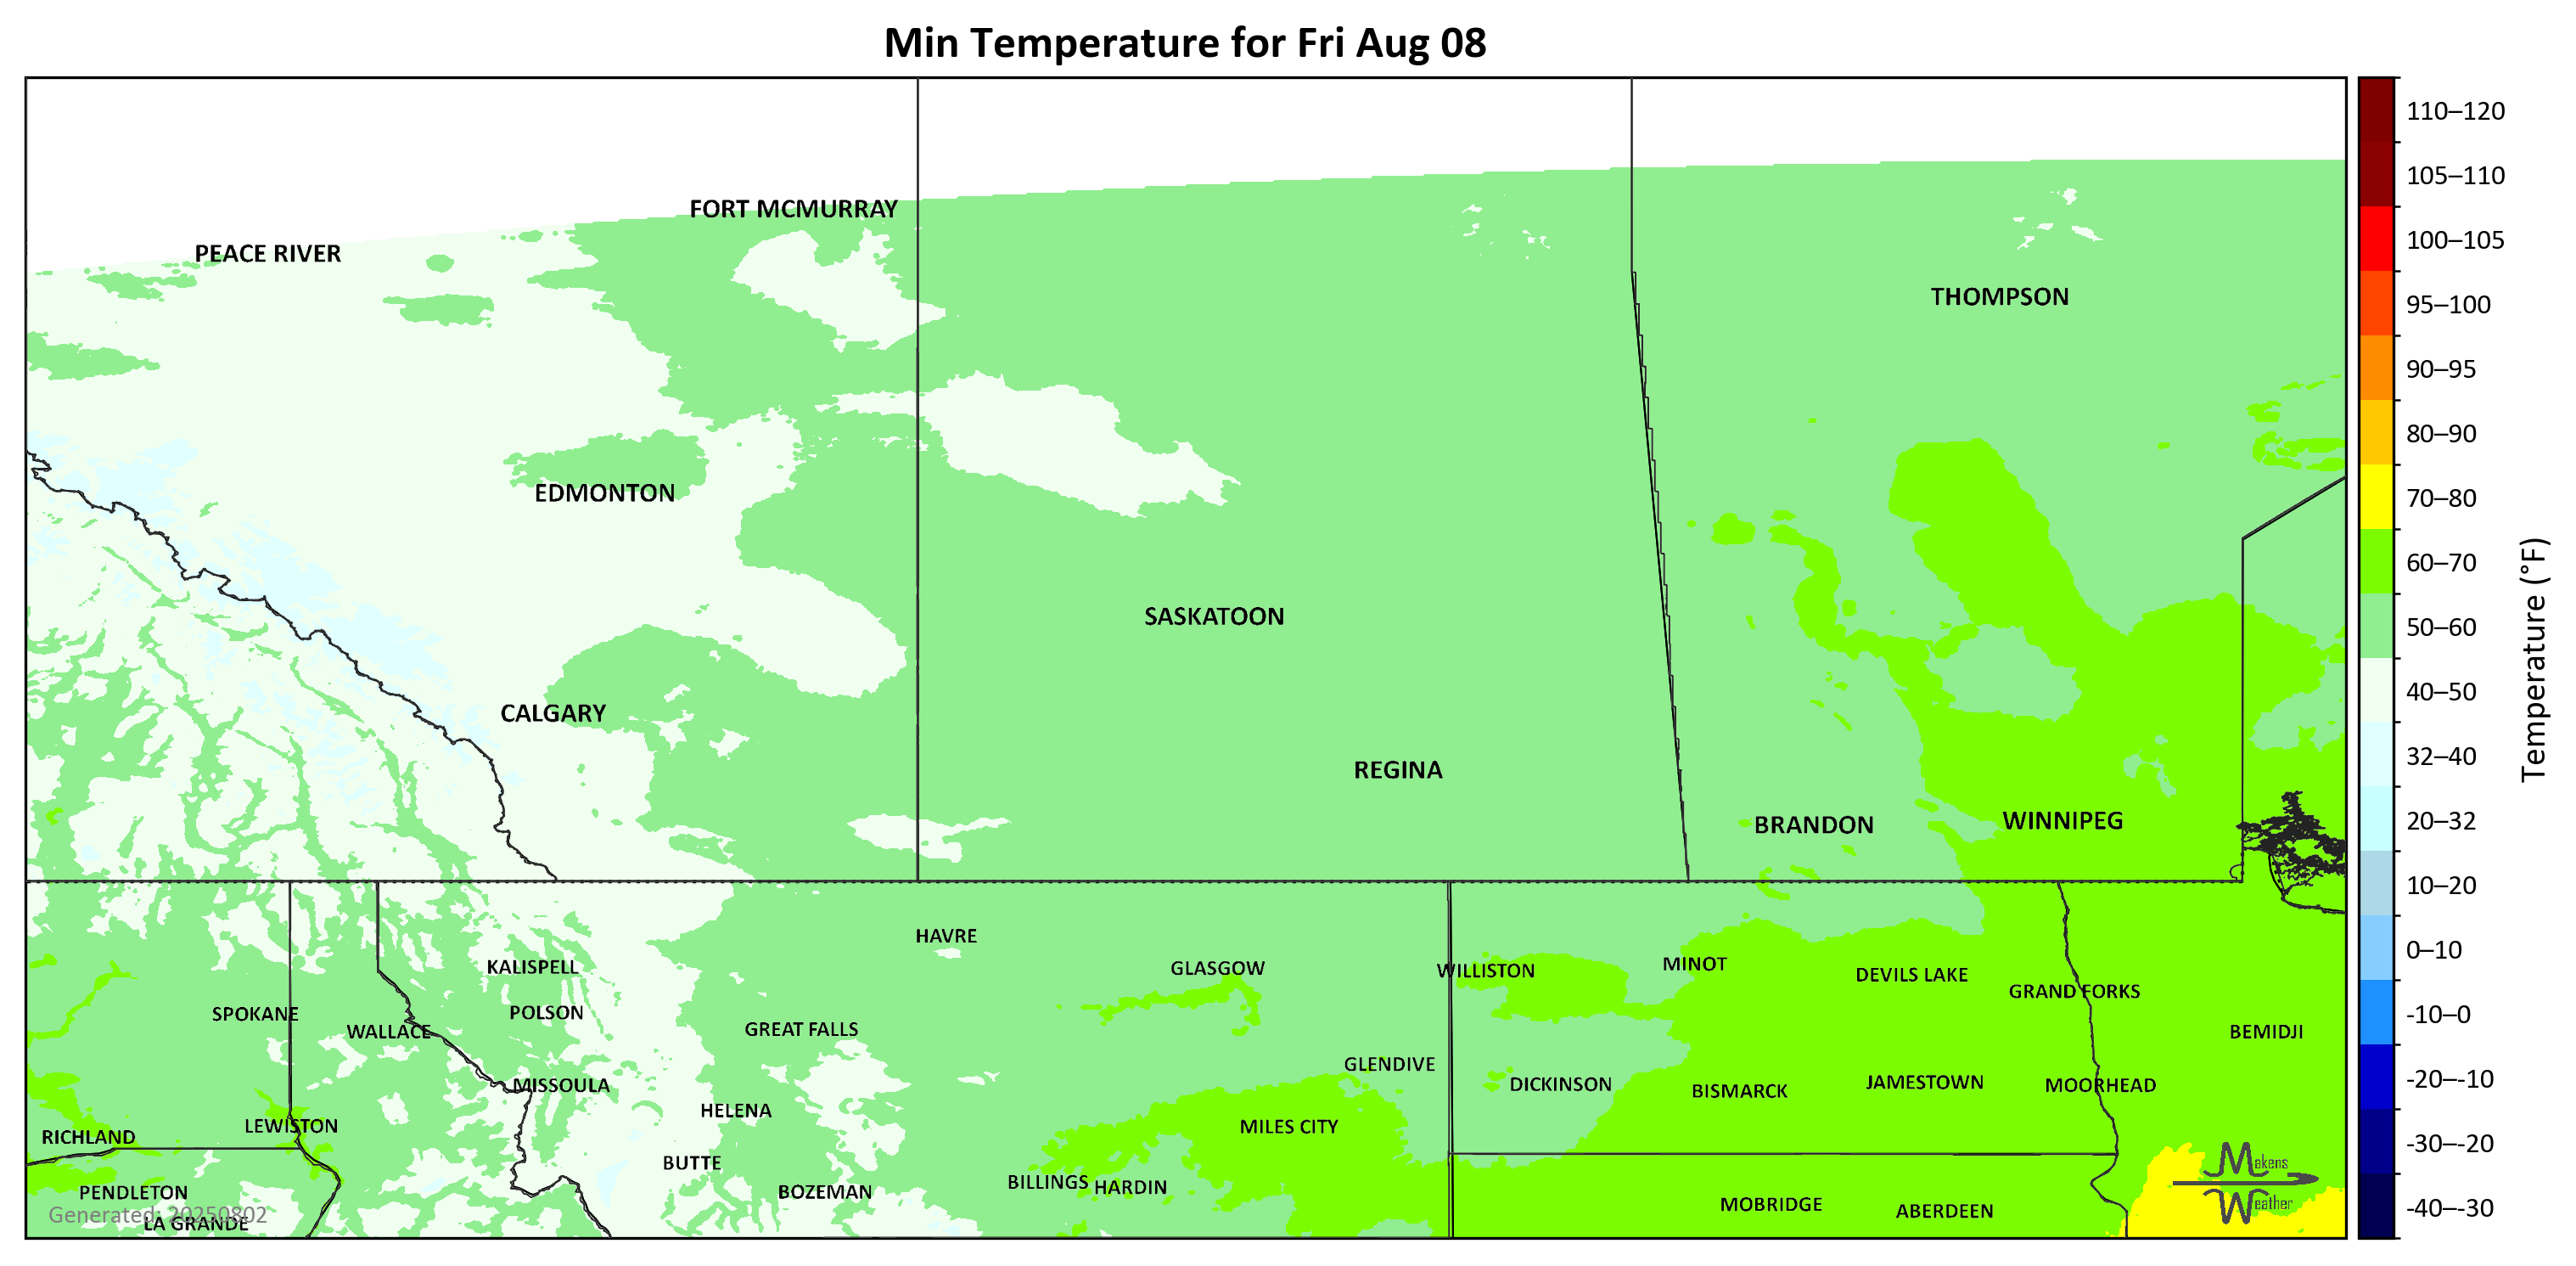 Min Temperature for Fri Aug 08
FORT MCMURRAY
PEACE RIVER
THOMPSON
EDMONTON
SASKATOON
CALGARY
REGINA
BRANDON
WINNIPEG
HAVRE
KALISPELL
GLASGOW
WILLISTON
MINOT
DEVILS LAKE
GRAND FORKS
SPOKANE
POLSON
WALLACE
GREAT FALLS
BEMIDJI
GLENDIVE
MISSOULA
DICKINSON
BISMARCK
JAMESTOWN
MOORHEAD
HELENA
LEWISTON
RICHLAND
MILES CITY
BUTTE
BILLINGS
HARDIN
PENDLETON
BOZEMAN
MOBRIDGE
ABERDEEN
LA GRANDE
Generated: 20250802
Makens
Weather
110–120
105–110
100–105
95–100
90–95
80–90
70–80
60–70
50–60
40–50
32–40
20–32
10–20
0–10
-10–0
-20–-10
-30–-20
-40–-30
Temperature (°F)